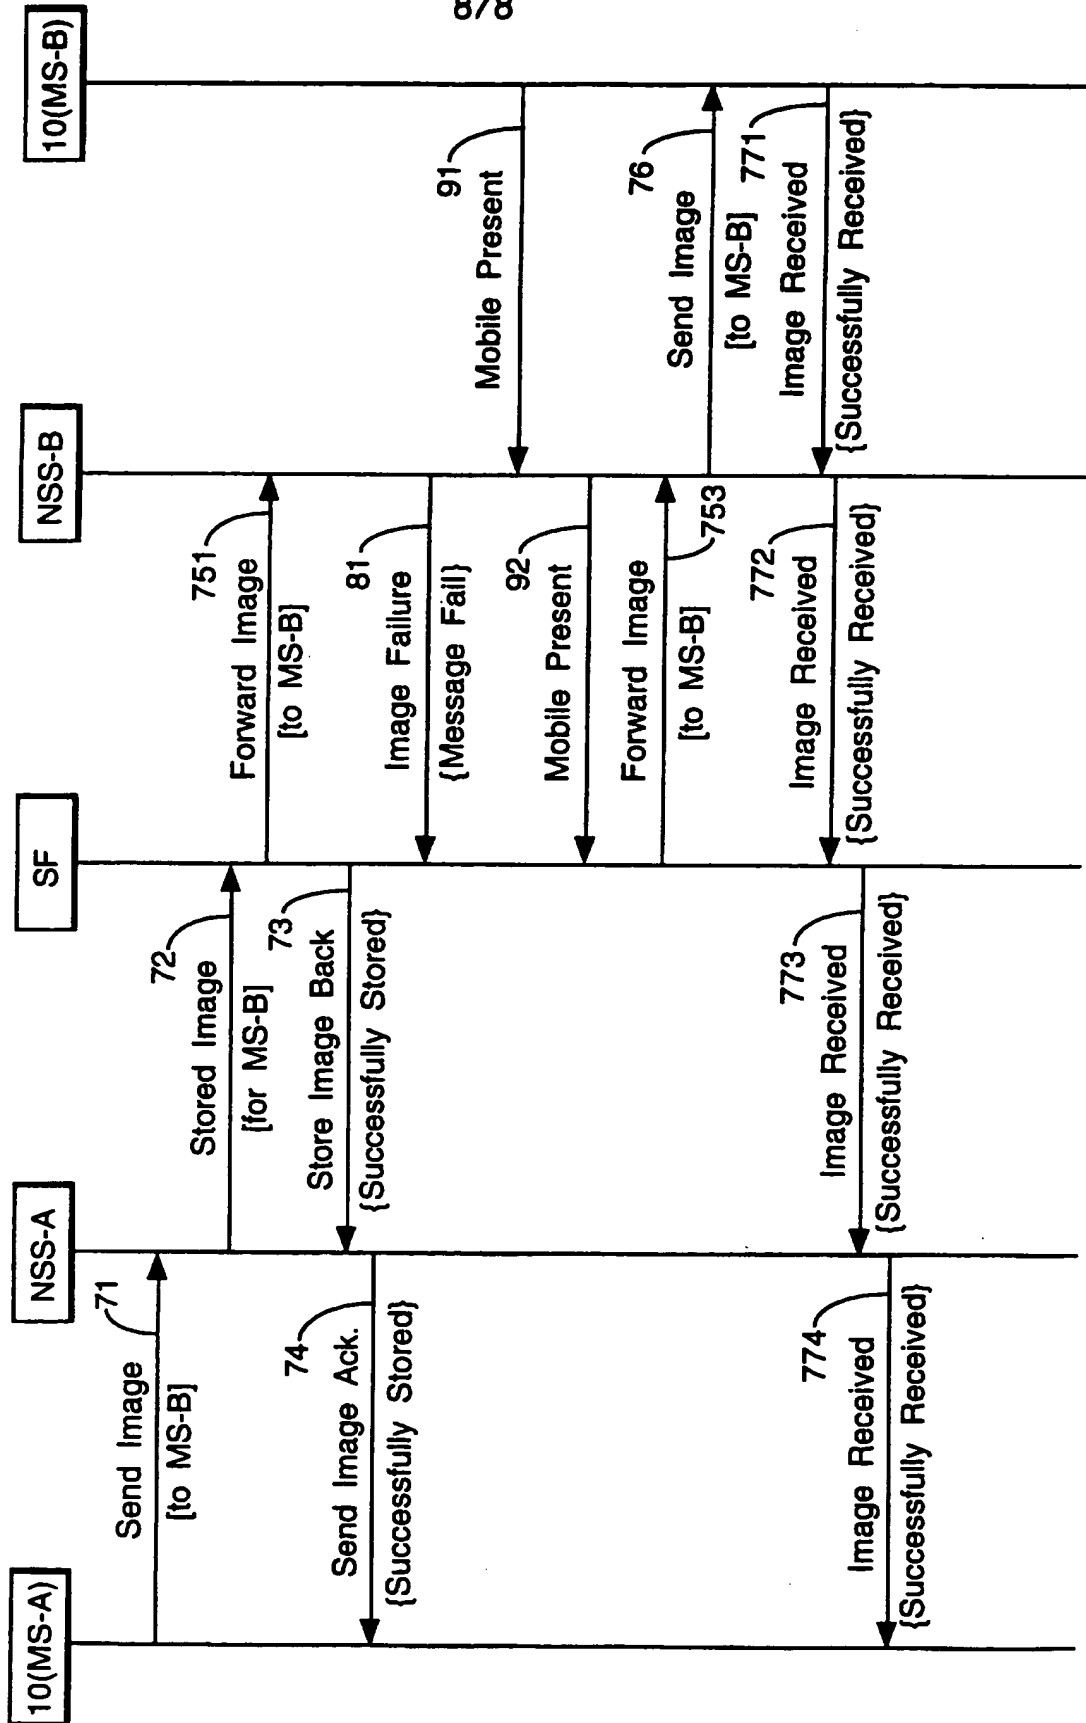 8/8
10(MS-A)
NSS-A
SF
NSS-B
10(MS-B)
71
Send Image
[to MS-B]
72
Stored Image
[for MS-B]
751
Forward Image
[to MS-B]
73
Store Image Back
{Successfully Stored}
74
Send Image Ack.
{Successfully Stored}
81
Image Failure
{Message Fail}
91
Mobile Present
92
Mobile Present
Forward Image
753
[to MS-B]
76
Send Image
[to MS-B]
771
Image Received
{Successfully Received}
772
Image Received
{Successfully Received}
773
Image Received
{Successfully Received}
774
Image Received
{Successfully Received}